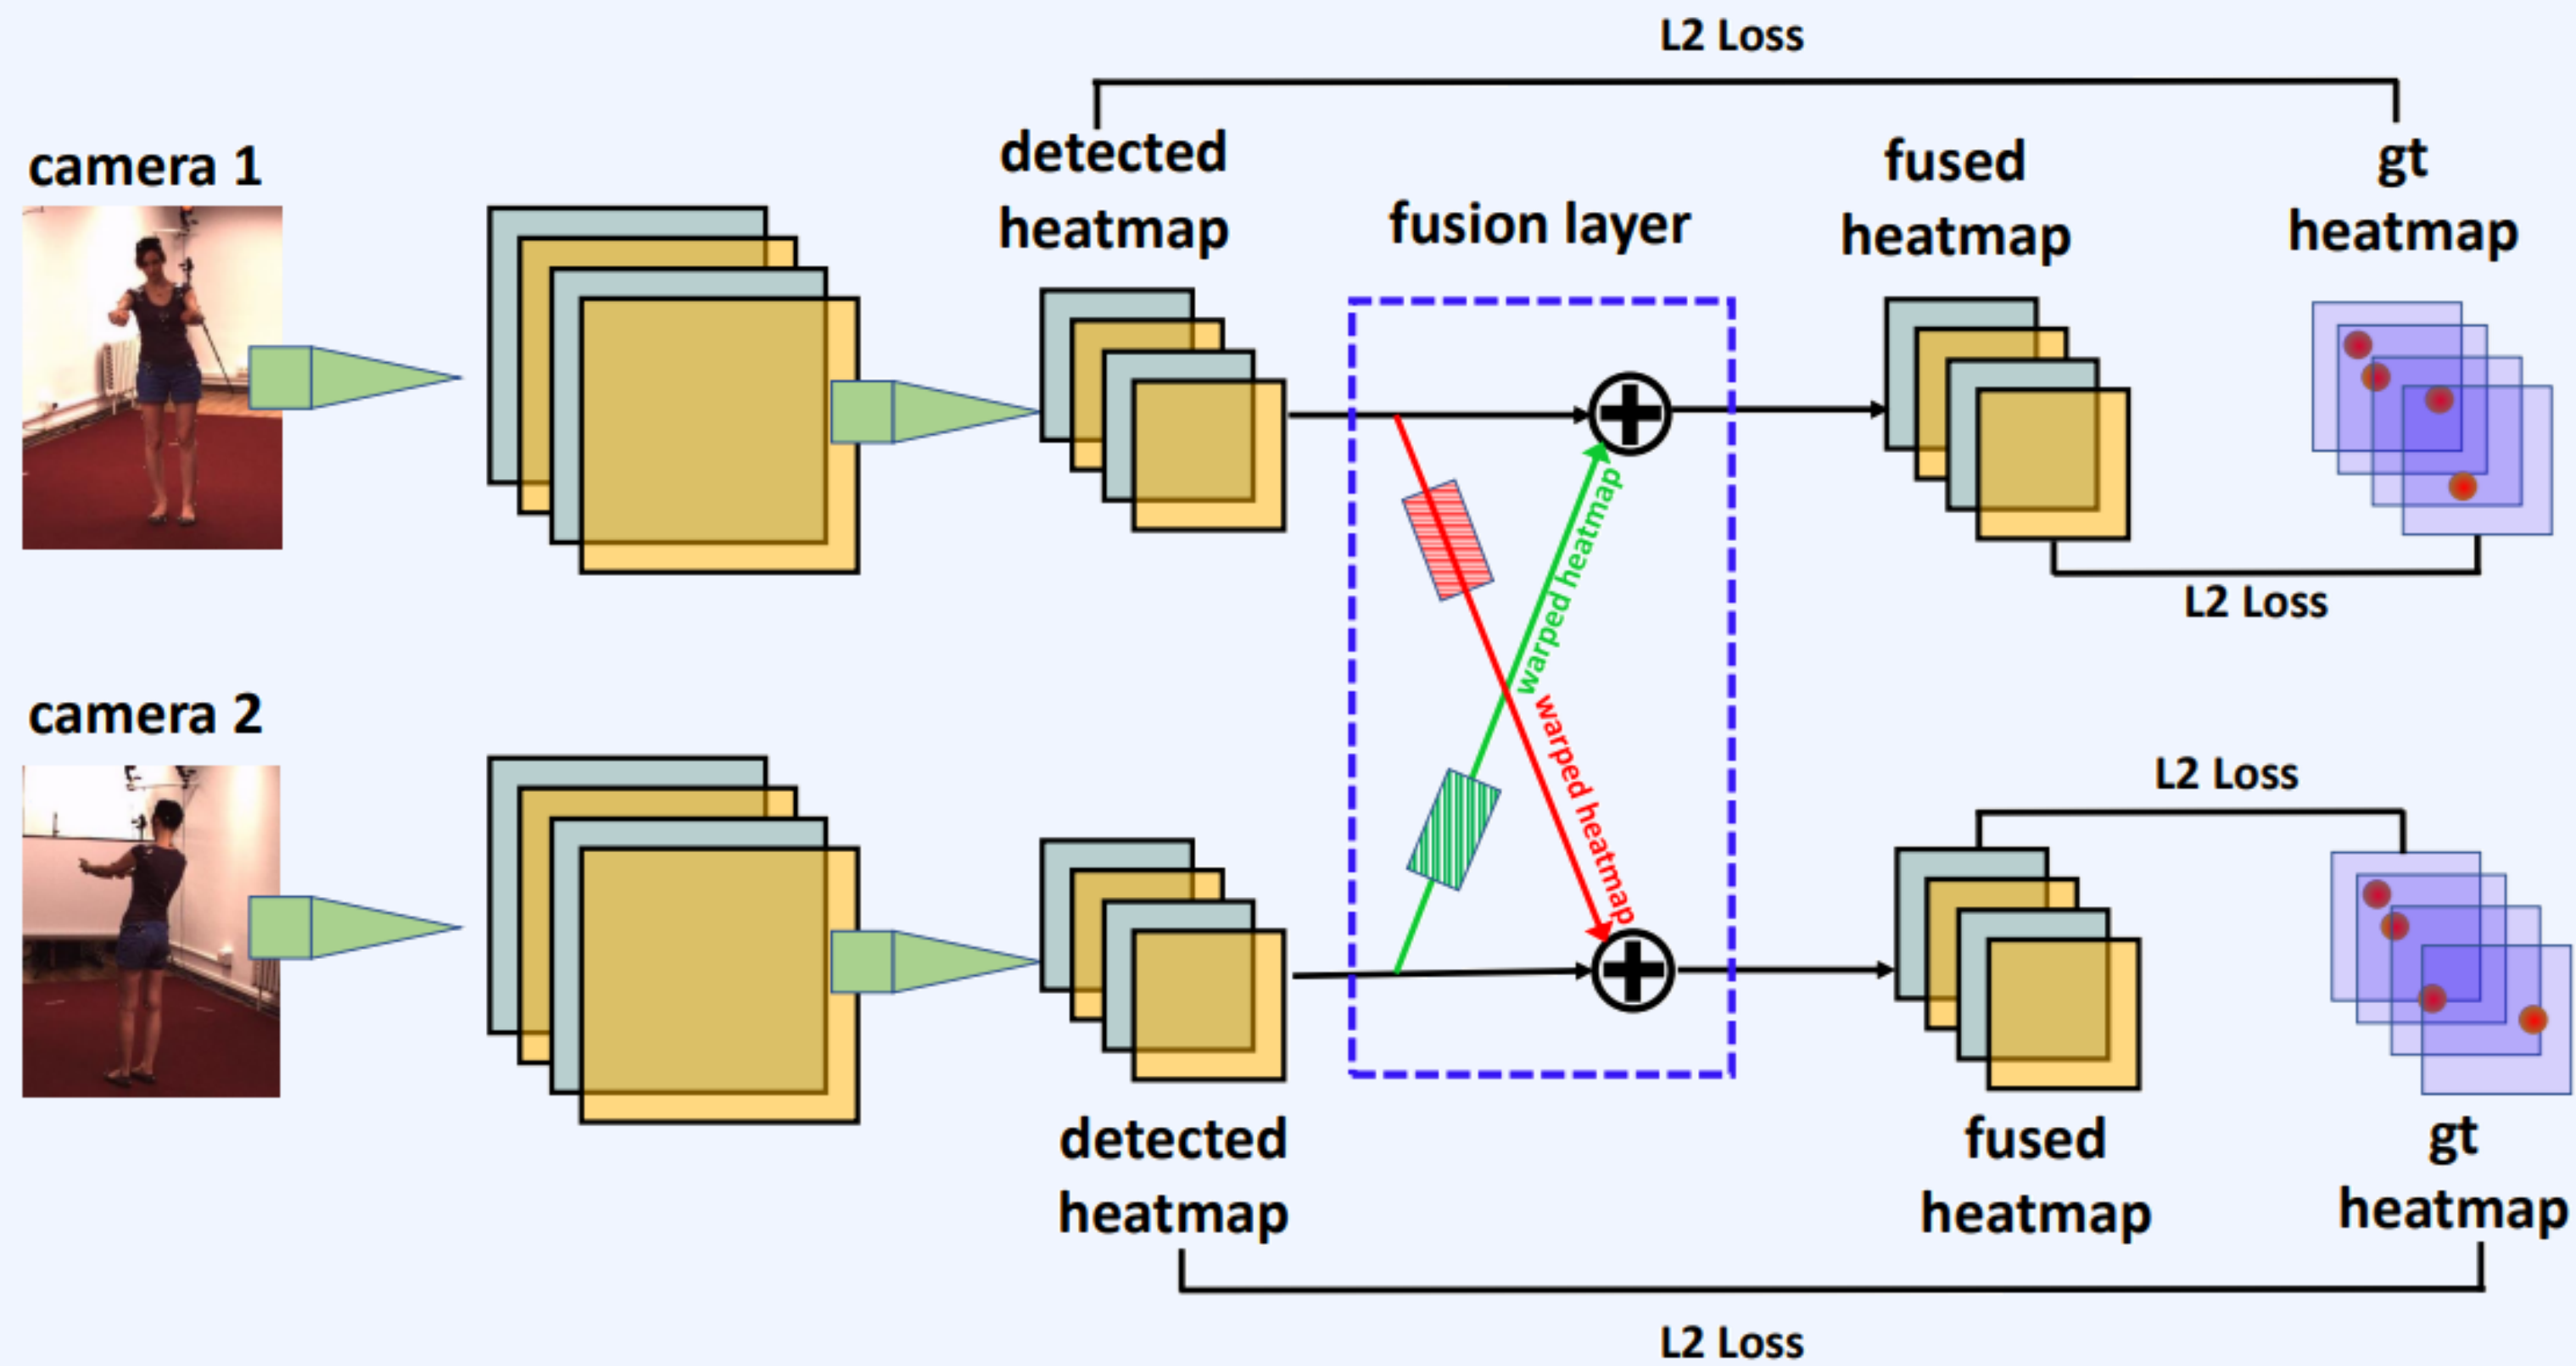 L2 Loss
camera 1
detected
heatmap
fusion layer
fused
heatmap
gt
heatmap
warped heatmap
L2 Loss
camera 2
warped heatmap
L2 Loss
detected
heatmap
fused
heatmap
gt
heatmap
L2 Loss